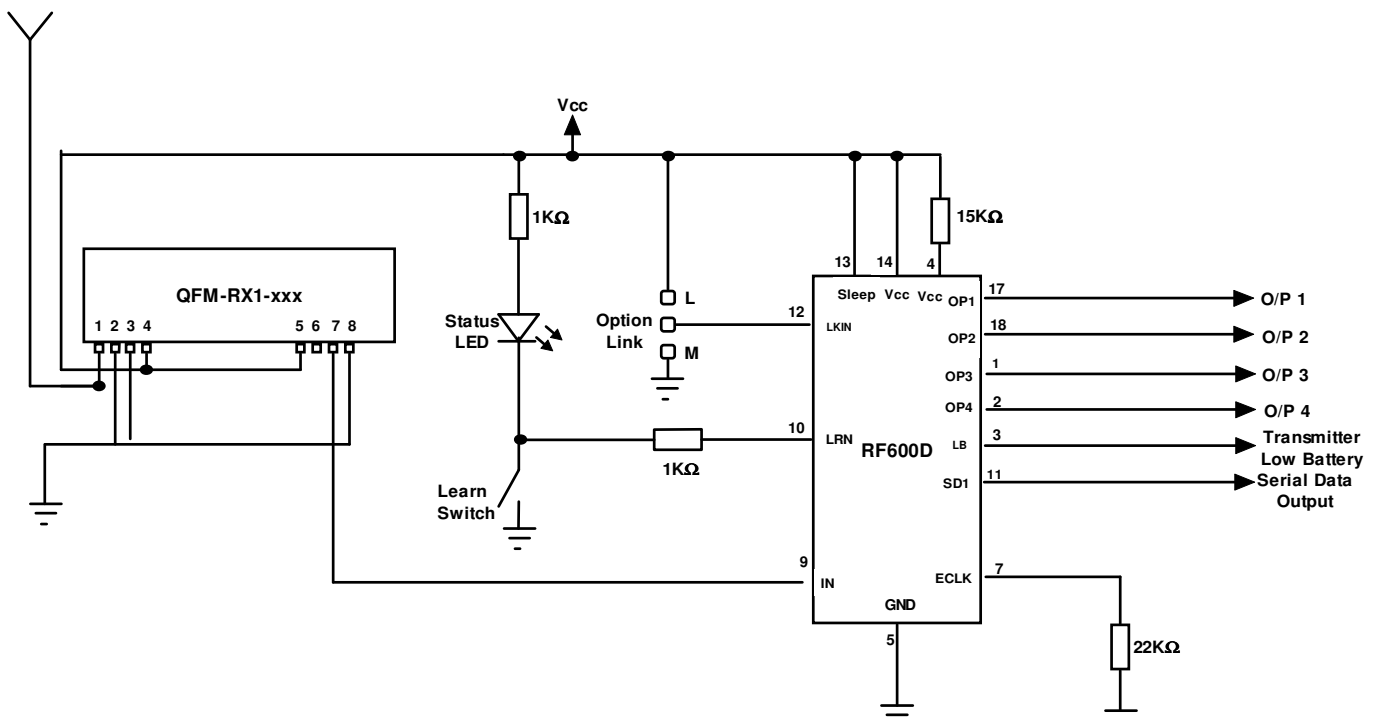 Vcc
1KΩ
15KΩ
QFM-RX1-xxx
1 2 3 4 5 6 7 8
13 14 4
Sleep Vcc Vcc OP1 17 O/P 1
L
Status
LED
Option
Link
12 LKIN
M
OP2 18 O/P 2
OP3 1 O/P 3
OP4 2 O/P 4
10 LRN
RF600D
LB 3 Transmitter
Low Battery
1KΩ
SD1 11 Serial Data
Output
Learn
Switch
9 IN
ECLK 7
GND
5
22KΩ